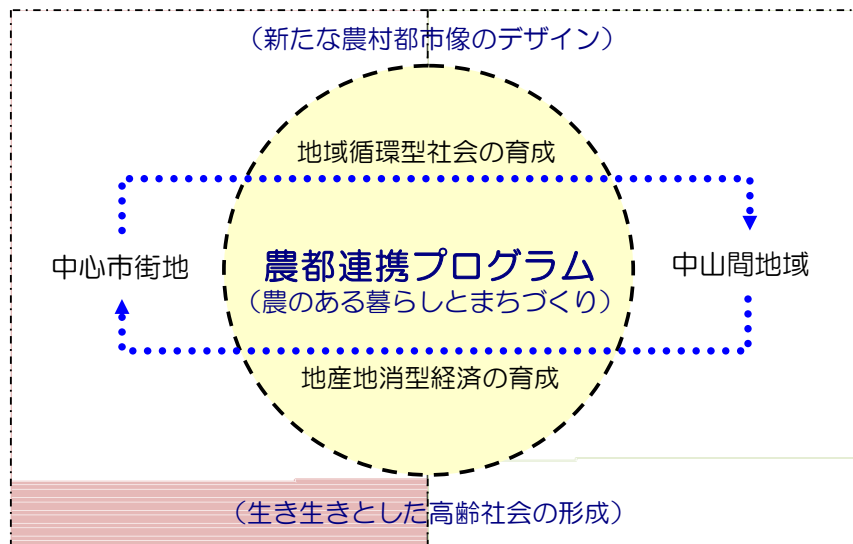 （新たな農村都市像のデザイン）
地域循環型社会の育成
中心市街地
農都連携プログラム
中山間地域
（農のある暮らしとまちづくり）
地産地消型経済の育成
（生き生きとした高齢社会の形成）